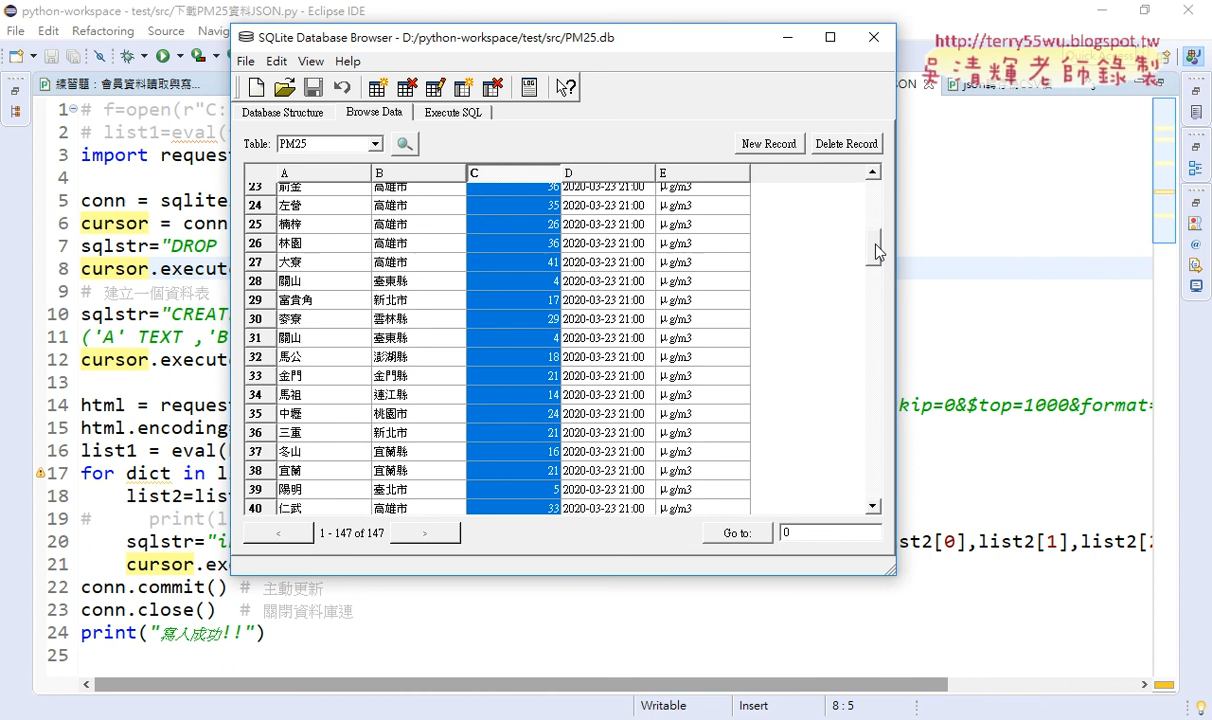 python-workspace - test/src/下載PM25資料JSON.py - Eclipse IDE
File Edit Refactoring Source Navig
http://terry55wu.blogspot.tw
吳清輝老師錄製
練習題：會員資料讀取與寫...
ON
1 # f=open(r"C:
2 # list1=eval(
3 import reques
4
5 conn = sqlite
6 cursor = conn
7 sqlstr="DROP
8 cursor.execut
9 # 建立一個資料表
10 sqlstr="CREAT
11 ('A' TEXT ,'B
12 cursor.execut
13
14 html = reques kip=0&$top=1000&format=
15 html.encoding
16 list1 = eval(
17 for dict in l
18 list2=lis
19 # print(l
20 sqlstr="i st2[0],list2[1],list2[
21 cursor.ex
22 conn.commit() # 主動更新
23 conn.close() # 關閉資料庫連
24 print("寫入成功!!")
25
Writable Insert 8 : 5
SQLite Database Browser - D:/python-workspace/test/src/PM25.db
File Edit View Help
Database Structure Browse Data Execute SQL
Table: PM25 New Record Delete Record
A B C D E
23 前金 高雄市 36 2020-03-23 21:00 μg/m3
24 左營 高雄市 35 2020-03-23 21:00 μg/m3
25 楠梓 高雄市 26 2020-03-23 21:00 μg/m3
26 林園 高雄市 36 2020-03-23 21:00 μg/m3
27 大寮 高雄市 41 2020-03-23 21:00 μg/m3
28 關山 臺東縣 4 2020-03-23 21:00 μg/m3
29 富貴角 新北市 17 2020-03-23 21:00 μg/m3
30 麥寮 雲林縣 29 2020-03-23 21:00 μg/m3
31 關山 臺東縣 4 2020-03-23 21:00 μg/m3
32 馬公 澎湖縣 18 2020-03-23 21:00 μg/m3
33 金門 金門縣 21 2020-03-23 21:00 μg/m3
34 馬祖 連江縣 14 2020-03-23 21:00 μg/m3
35 中壢 桃園市 24 2020-03-23 21:00 μg/m3
36 三重 新北市 21 2020-03-23 21:00 μg/m3
37 冬山 宜蘭縣 16 2020-03-23 21:00 μg/m3
38 宜蘭 宜蘭縣 21 2020-03-23 21:00 μg/m3
39 陽明 臺北市 5 2020-03-23 21:00 μg/m3
40 仁武 高雄市 33 2020-03-23 21:00 μg/m3
< 1 - 147 of 147 > Go to: 0